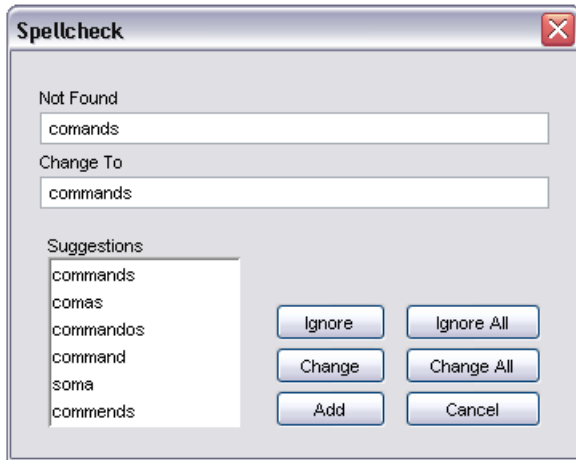 Spellcheck
Not Found
comands
Change To
commands
Suggestions
commands
comas
commandos
command
soma
commends
Ignore Ignore All
Change Change All
Add Cancel